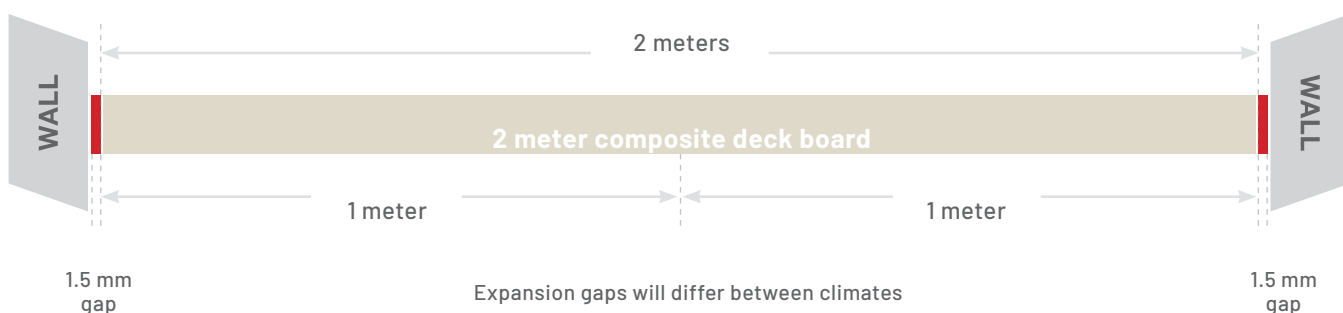 2 meters
WALL
WALL
2 meter composite deck board
1 meter
1 meter
1.5 mm
gap
Expansion gaps will differ between climates
1.5 mm
gap